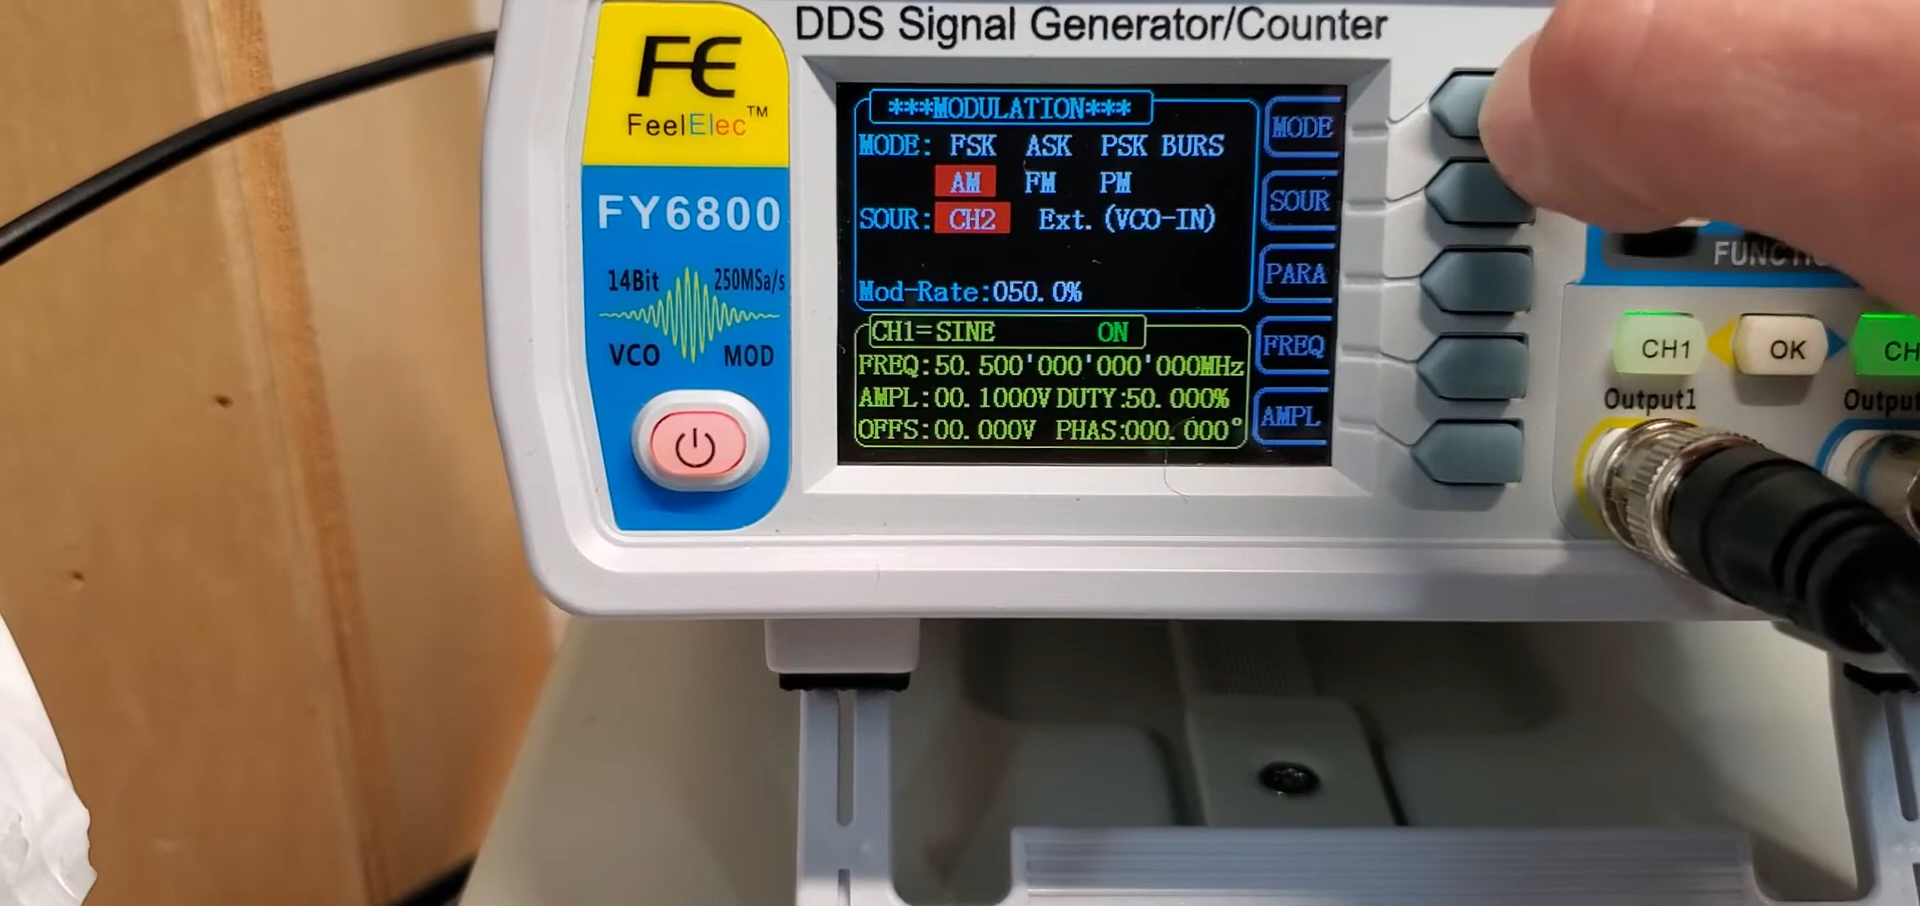 DDS Signal Generator/Counter
FE
FeelElec™
FY6800
14Bit 250MSa/s
VCO MOD
***MODULATION***
MODE: FSK ASK PSK BURS
AM FM PM
SOUR: CH2 Ext. (VCO-IN)
Mod-Rate:050.0%
CH1=SINE ON
FREQ:50.500'000'000'000MHz
AMPL:00.1000V DUTY:50.000%
OFFS:00.000V PHAS:000.000°
MODE
SOUR
PARA
FREQ
AMPL
CH1
OK
Output1